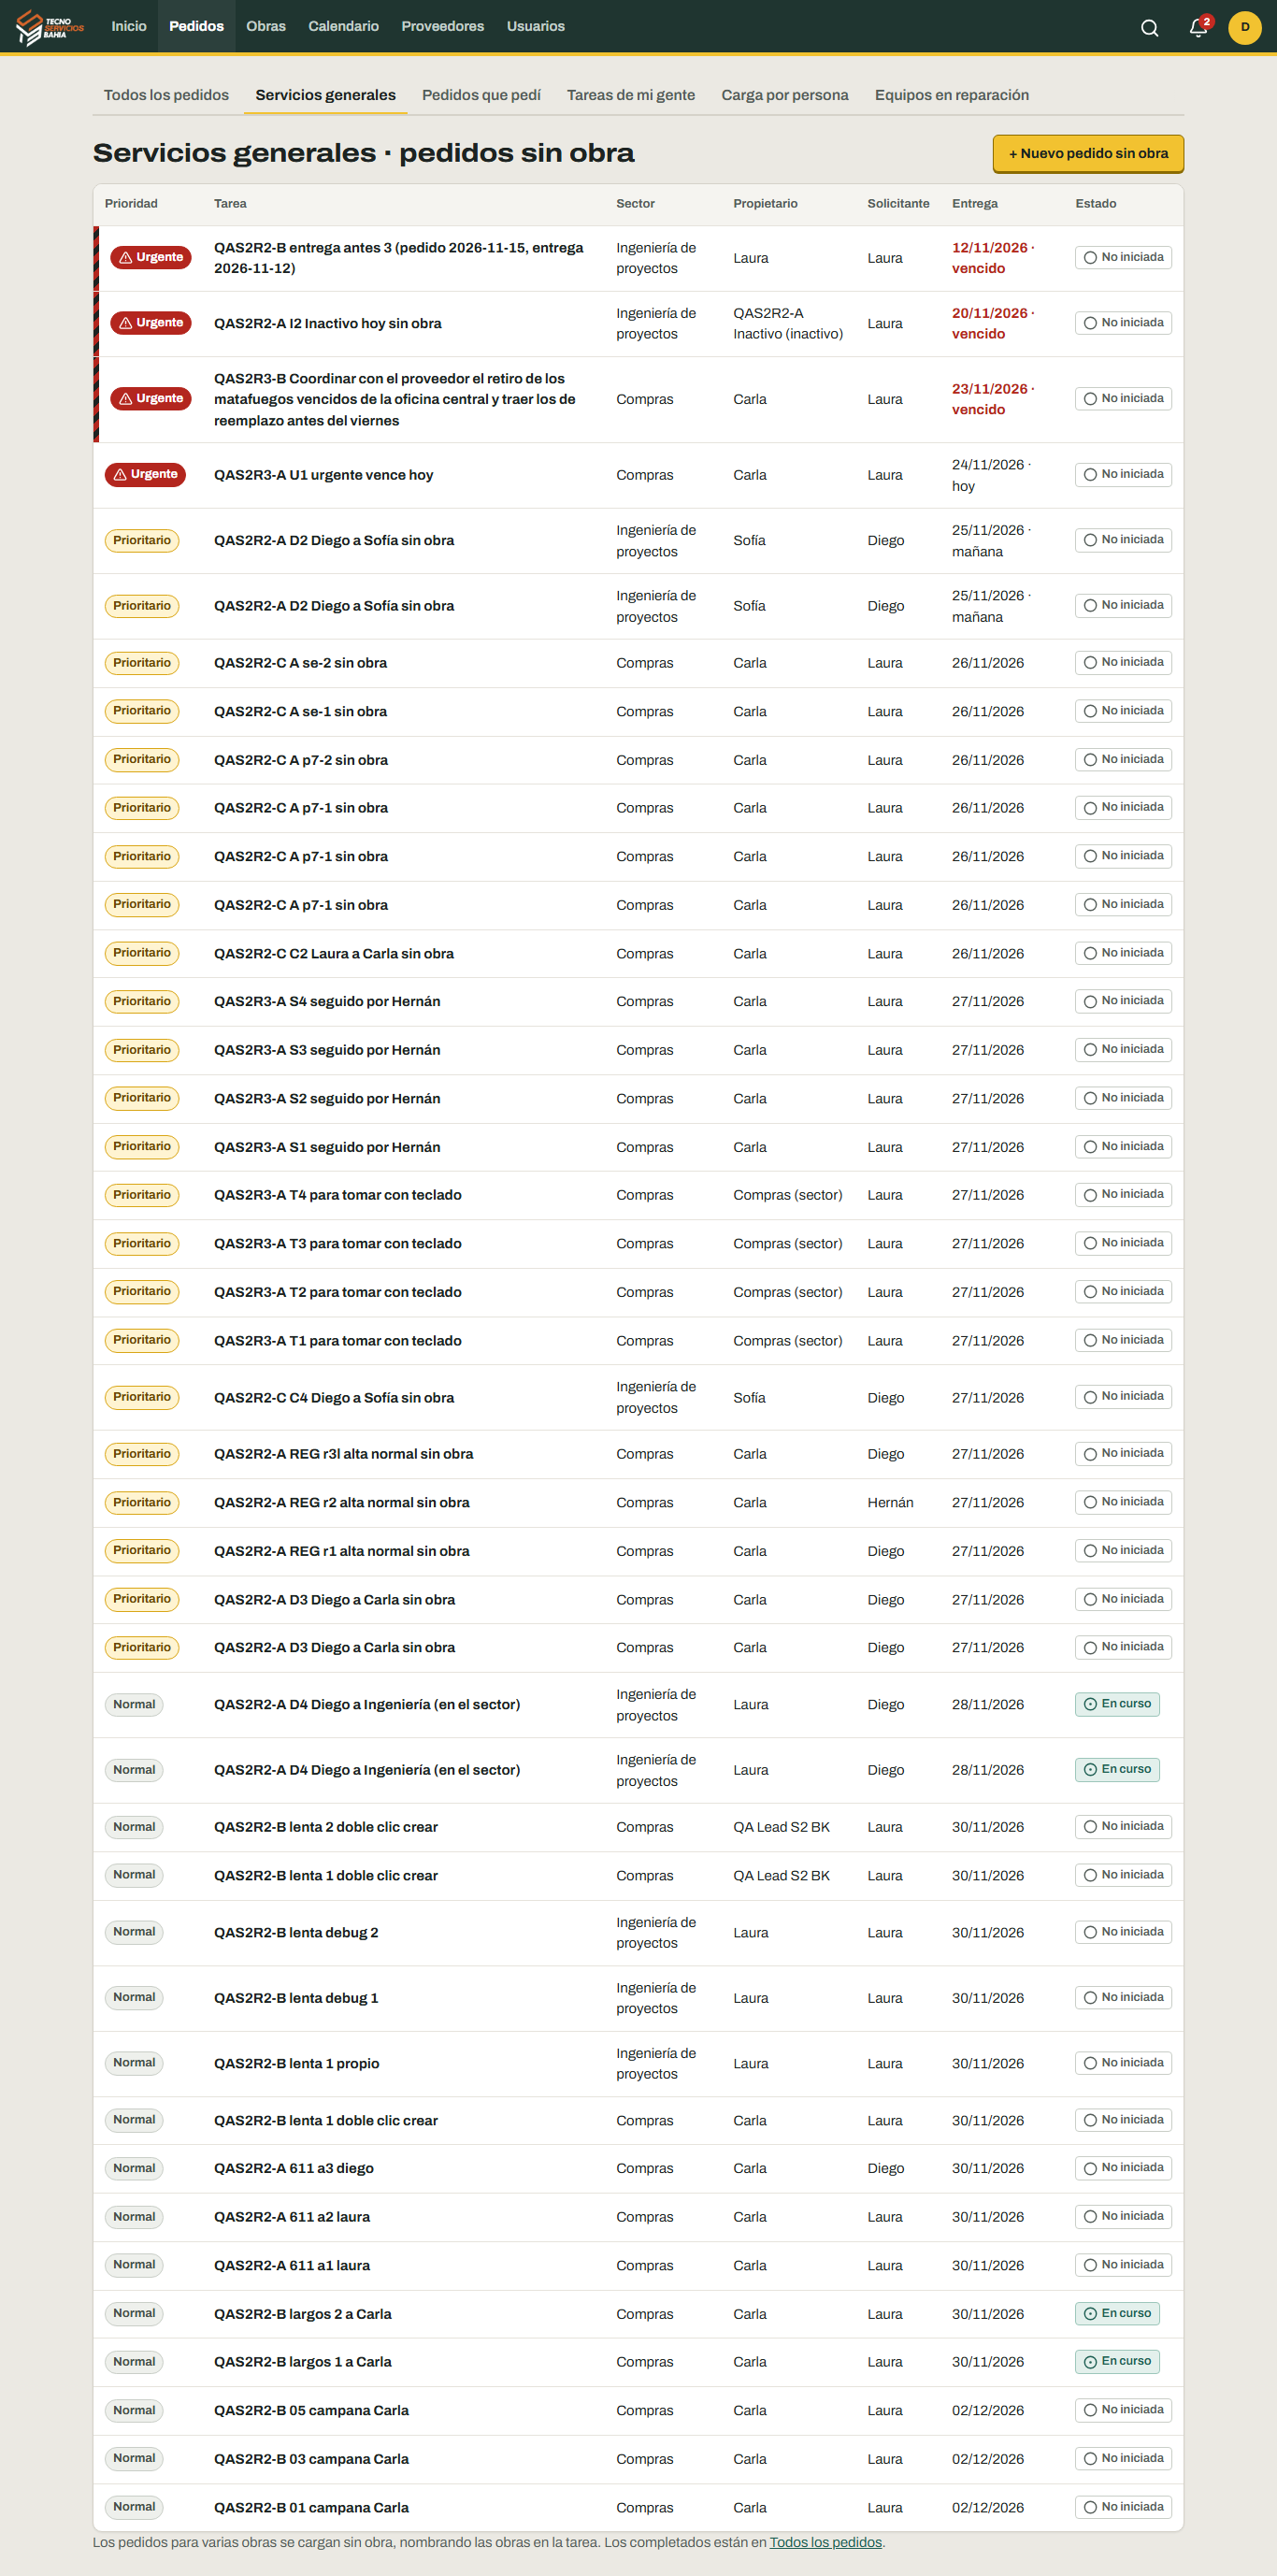 TECNO SERVICIOS BAHIA
Inicio Pedidos Obras Calendario Proveedores Usuarios 2 D
Todos los pedidos Servicios generales Pedidos que pedí Tareas de mi gente Carga por persona Equipos en reparación
Servicios generales · pedidos sin obra + Nuevo pedido sin obra
Prioridad Tarea Sector Propietario Solicitante Entrega Estado
Urgente QAS2R2-B entrega antes 3 (pedido 2026-11-15, entrega 2026-11-12) Ingeniería de proyectos Laura Laura 12/11/2026 · vencido No iniciada
Urgente QAS2R2-A I2 Inactivo hoy sin obra Ingeniería de proyectos QAS2R2-A Inactivo (inactivo) Laura 20/11/2026 · vencido No iniciada
Urgente QAS2R3-B Coordinar con el proveedor el retiro de los matafuegos vencidos de la oficina central y traer los de reemplazo antes del viernes Compras Carla Laura 23/11/2026 · vencido No iniciada
Urgente QAS2R3-A U1 urgente vence hoy Compras Carla Laura 24/11/2026 · hoy No iniciada
Prioritario QAS2R2-A D2 Diego a Sofía sin obra Ingeniería de proyectos Sofía Diego 25/11/2026 · mañana No iniciada
Prioritario QAS2R2-A D2 Diego a Sofía sin obra Ingeniería de proyectos Sofía Diego 25/11/2026 · mañana No iniciada
Prioritario QAS2R2-C A se-2 sin obra Compras Carla Laura 26/11/2026 No iniciada
Prioritario QAS2R2-C A se-1 sin obra Compras Carla Laura 26/11/2026 No iniciada
Prioritario QAS2R2-C A p7-2 sin obra Compras Carla Laura 26/11/2026 No iniciada
Prioritario QAS2R2-C A p7-1 sin obra Compras Carla Laura 26/11/2026 No iniciada
Prioritario QAS2R2-C A p7-1 sin obra Compras Carla Laura 26/11/2026 No iniciada
Prioritario QAS2R2-C A p7-1 sin obra Compras Carla Laura 26/11/2026 No iniciada
Prioritario QAS2R2-C C2 Laura a Carla sin obra Compras Carla Laura 26/11/2026 No iniciada
Prioritario QAS2R3-A S4 seguido por Hernán Compras Carla Laura 27/11/2026 No iniciada
Prioritario QAS2R3-A S3 seguido por Hernán Compras Carla Laura 27/11/2026 No iniciada
Prioritario QAS2R3-A S2 seguido por Hernán Compras Carla Laura 27/11/2026 No iniciada
Prioritario QAS2R3-A S1 seguido por Hernán Compras Carla Laura 27/11/2026 No iniciada
Prioritario QAS2R3-A T4 para tomar con teclado Compras Compras (sector) Laura 27/11/2026 No iniciada
Prioritario QAS2R3-A T3 para tomar con teclado Compras Compras (sector) Laura 27/11/2026 No iniciada
Prioritario QAS2R3-A T2 para tomar con teclado Compras Compras (sector) Laura 27/11/2026 No iniciada
Prioritario QAS2R3-A T1 para tomar con teclado Compras Compras (sector) Laura 27/11/2026 No iniciada
Prioritario QAS2R2-C C4 Diego a Sofía sin obra Ingeniería de proyectos Sofía Diego 27/11/2026 No iniciada
Prioritario QAS2R2-A REG r3l alta normal sin obra Compras Carla Diego 27/11/2026 No iniciada
Prioritario QAS2R2-A REG r2 alta normal sin obra Compras Carla Hernán 27/11/2026 No iniciada
Prioritario QAS2R2-A REG r1 alta normal sin obra Compras Carla Diego 27/11/2026 No iniciada
Prioritario QAS2R2-A D3 Diego a Carla sin obra Compras Carla Diego 27/11/2026 No iniciada
Prioritario QAS2R2-A D3 Diego a Carla sin obra Compras Carla Diego 27/11/2026 No iniciada
Normal QAS2R2-A D4 Diego a Ingeniería (en el sector) Ingeniería de proyectos Laura Diego 28/11/2026 En curso
Normal QAS2R2-A D4 Diego a Ingeniería (en el sector) Ingeniería de proyectos Laura Diego 28/11/2026 En curso
Normal QAS2R2-B lenta 2 doble clic crear Compras QA Lead S2 BK Laura 30/11/2026 No iniciada
Normal QAS2R2-B lenta 1 doble clic crear Compras QA Lead S2 BK Laura 30/11/2026 No iniciada
Normal QAS2R2-B lenta debug 2 Ingeniería de proyectos Laura Laura 30/11/2026 No iniciada
Normal QAS2R2-B lenta debug 1 Ingeniería de proyectos Laura Laura 30/11/2026 No iniciada
Normal QAS2R2-B lenta 1 propio Ingeniería de proyectos Laura Laura 30/11/2026 No iniciada
Normal QAS2R2-B lenta 1 doble clic crear Compras Carla Laura 30/11/2026 No iniciada
Normal QAS2R2-A 611 a3 diego Compras Carla Diego 30/11/2026 No iniciada
Normal QAS2R2-A 611 a2 laura Compras Carla Laura 30/11/2026 No iniciada
Normal QAS2R2-A 611 a1 laura Compras Carla Laura 30/11/2026 No iniciada
Normal QAS2R2-B largos 2 a Carla Compras Carla Laura 30/11/2026 En curso
Normal QAS2R2-B largos 1 a Carla Compras Carla Laura 30/11/2026 En curso
Normal QAS2R2-B 05 campana Carla Compras Carla Laura 02/12/2026 No iniciada
Normal QAS2R2-B 03 campana Carla Compras Carla Laura 02/12/2026 No iniciada
Normal QAS2R2-B 01 campana Carla Compras Carla Laura 02/12/2026 No iniciada
Los pedidos para varias obras se cargan sin obra, nombrando las obras en la tarea. Los completados están en Todos los pedidos.